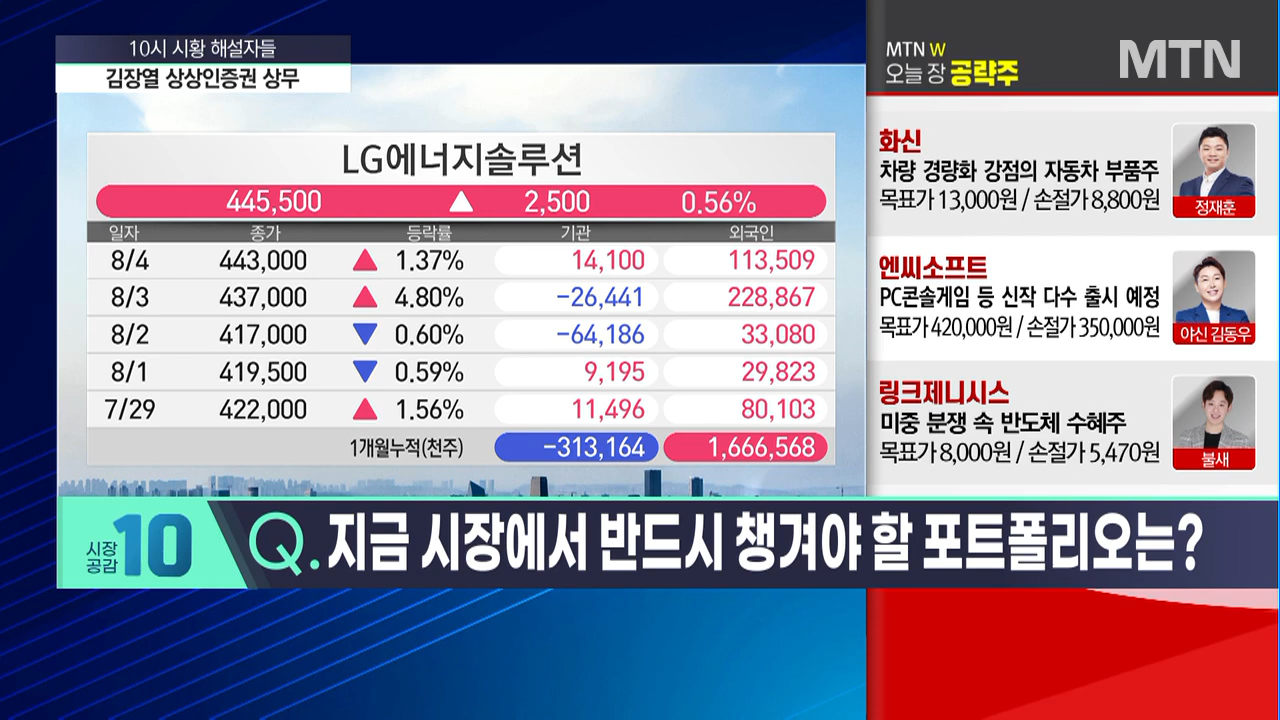 10시 시황 해설자들
김장열 상상인증권 상무
LG에너지솔루션
445,500 ▲ 2,500 0.56%
일자 종가 등락률 기관 외국인
8/4 443,000 ▲ 1.37% 14,100 113,509
8/3 437,000 ▲ 4.80% -26,441 228,867
8/2 417,000 ▼ 0.60% -64,186 33,080
8/1 419,500 ▼ 0.59% 9,195 29,823
7/29 422,000 ▲ 1.56% 11,496 80,103
1개월누적(천주) -313,164 1,666,568
MTN W
오늘 장 공략주
MTN
화신
차량 경량화 강점의 자동차 부품주
목표가 13,000원 / 손절가 8,800원
정재훈
엔씨소프트
PC콘솔게임 등 신작 다수 출시 예정
목표가 420,000원 / 손절가 350,000원
야신 김동우
링크제니시스
미중 분쟁 속 반도체 수혜주
목표가 8,000원 / 손절가 5,470원
불새
시장
공감
10
Q. 지금 시장에서 반드시 챙겨야 할 포트폴리오는?